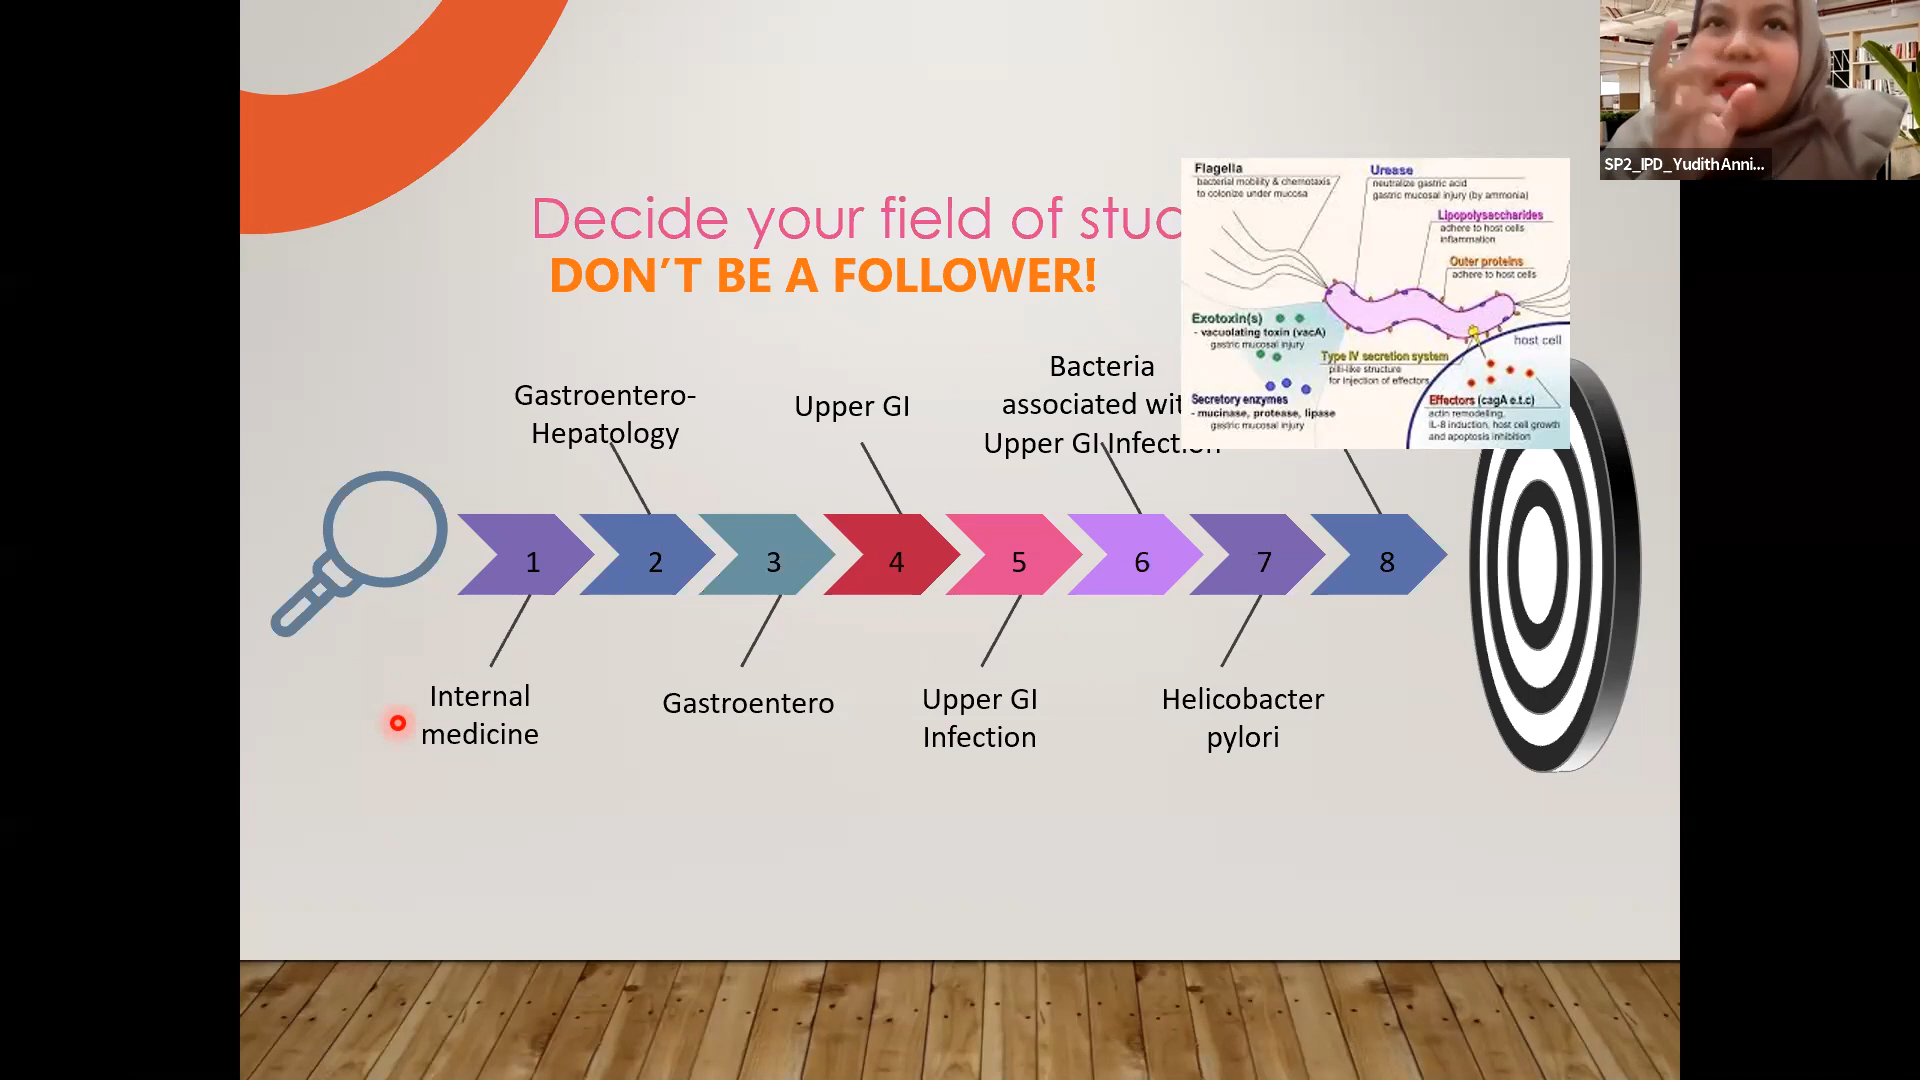 SP2_IPD_YudithAnni...
Decide your field of stu
DON'T BE A FOLLOWER!
Flagella
bacterial mobility & chemotaxis
to colonize under mucosa
Urease
neutralize gastric acid
gastric mucosal injury (by ammonia)
Lipopolysaccharides
adhere to host cells
inflammation
Outer proteins
adhere to host cells
Exotoxin(s)
- vacuolating toxin (vacA)
gastric mucosal injury
Type IV secretion system
pili-like structure
for injection of effectors
host cell
Secretory enzymes
- mucinase, protease, lipase
gastric mucosal injury
Effectors (cagA e.t.c)
actin remodelling,
IL-8 induction, host cell growth
and apoptosis inhibition
Gastroentero-
Hepatology
Upper GI
Bacteria
associated wit
Upper GI Infection
1 2 3 4 5 6 7 8
Internal
medicine
Gastroentero
Upper GI
Infection
Helicobacter
pylori